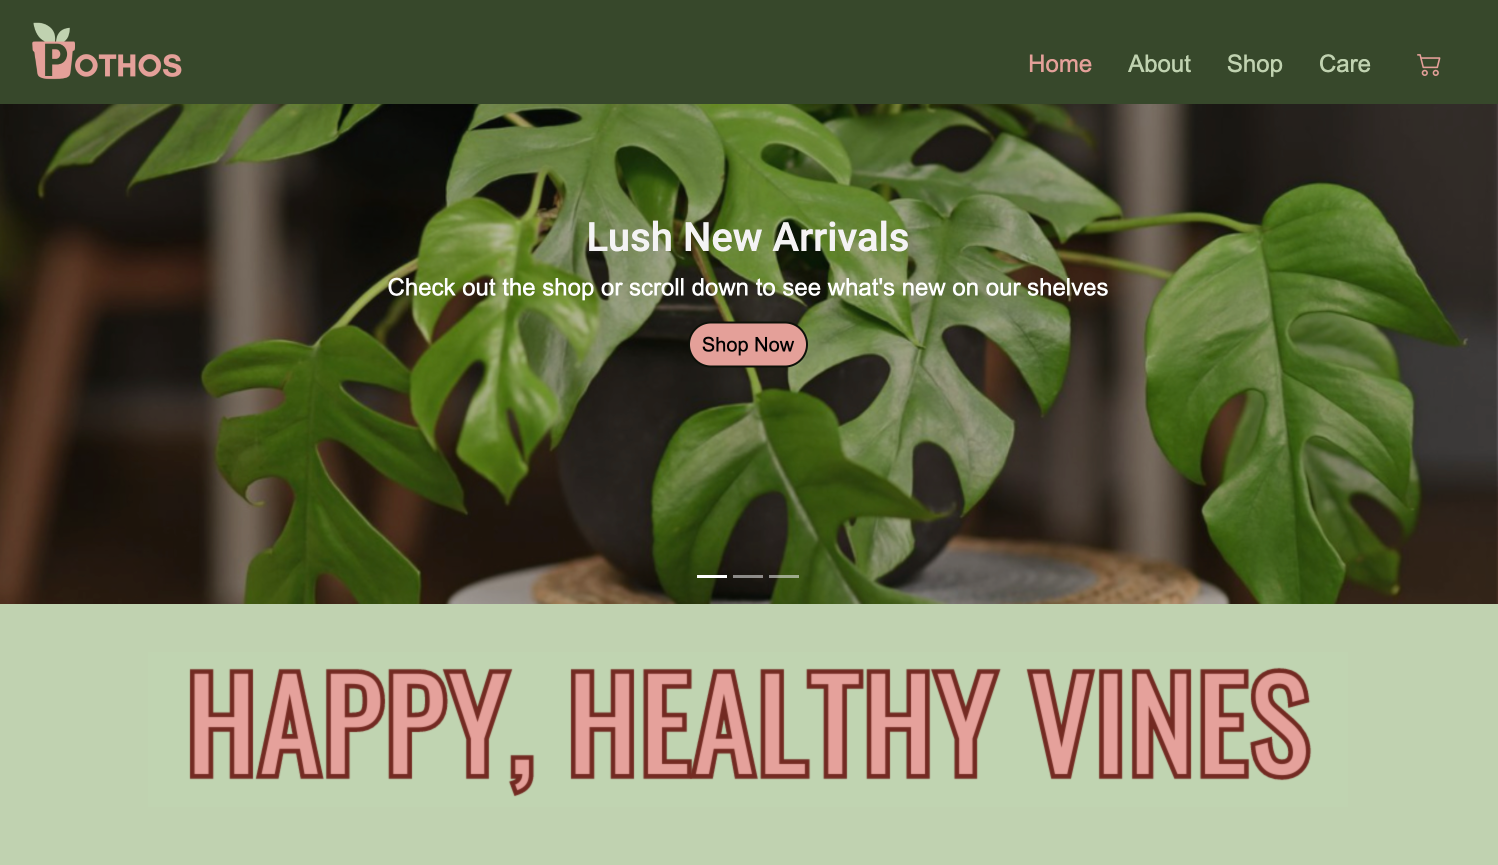 POTHOS
Home About Shop Care
Lush New Arrivals
Check out the shop or scroll down to see what's new on our shelves
Shop Now
HAPPY, HEALTHY VINES